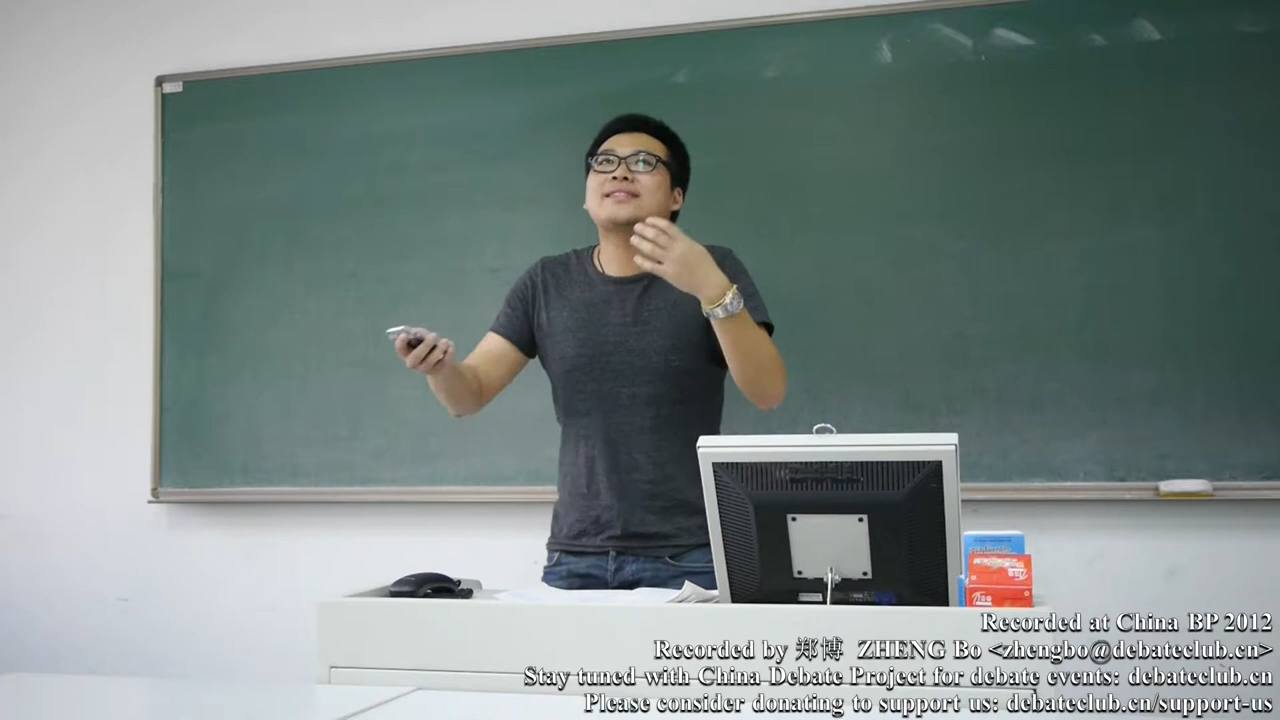 Recorded at China BP 2012
Recorded by 郑博 ZHENG Bo <zhengbo@debateclub.cn>
Stay tuned with China Debate Project for debate events: debateclub.cn
Please consider donating to support us: debateclub.cn/support-us